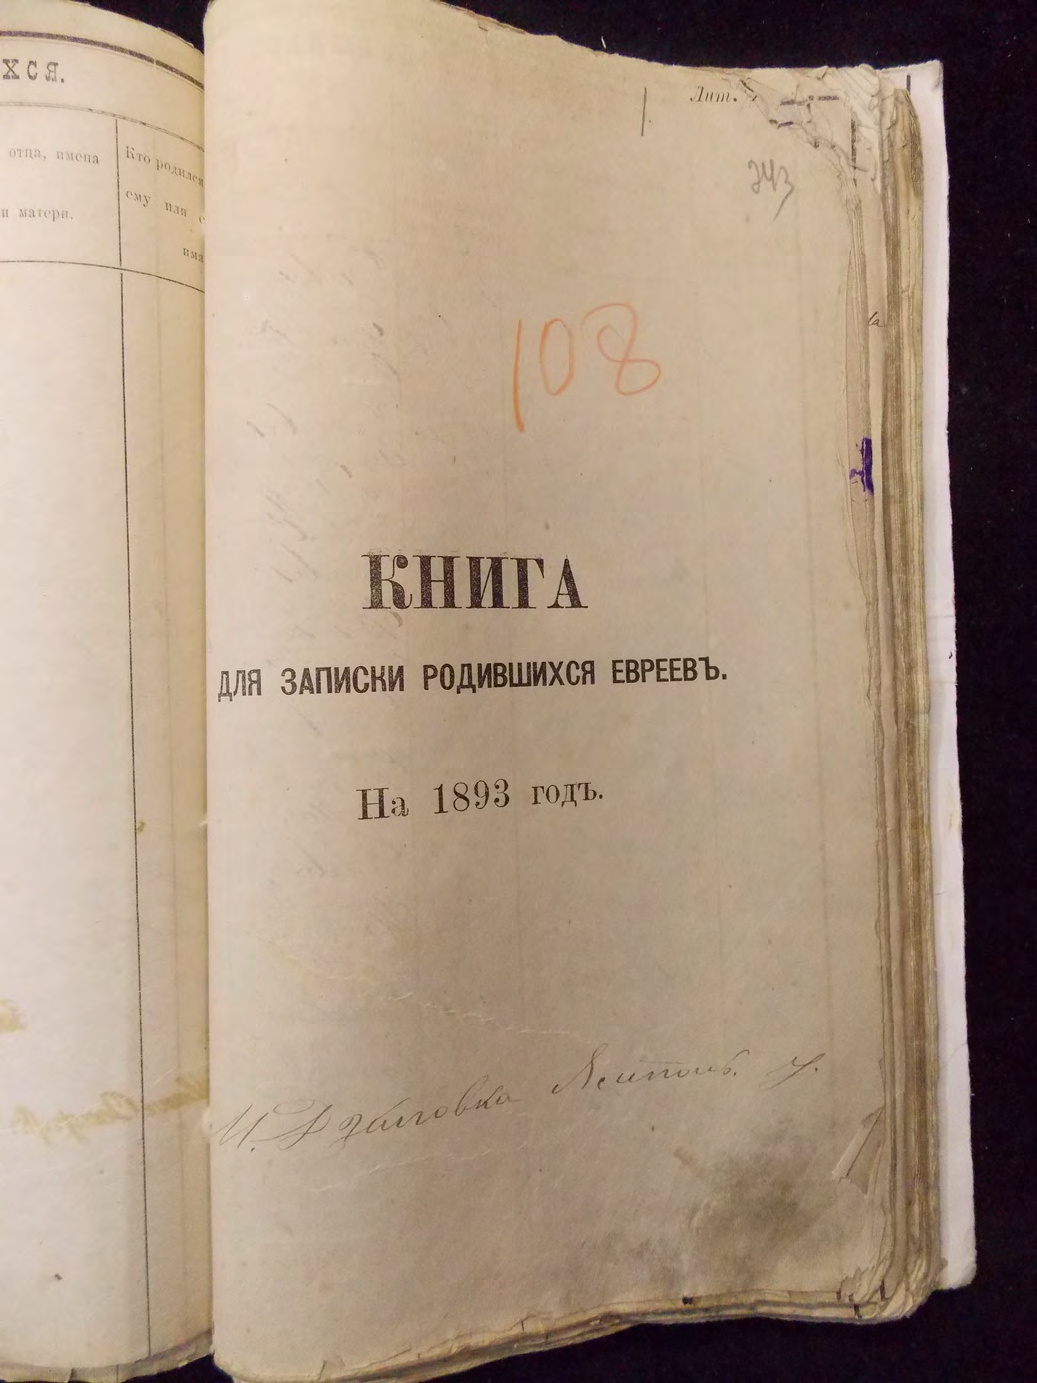 хся.
отца, имена
и матери.
Кто родился
ему или
имя
Лит.
243
108
КНИГА
ДЛЯ ЗАПИСКИ РОДИВШИХСЯ ЕВРЕЕВЪ.
На 1893 годъ.
М.
у.